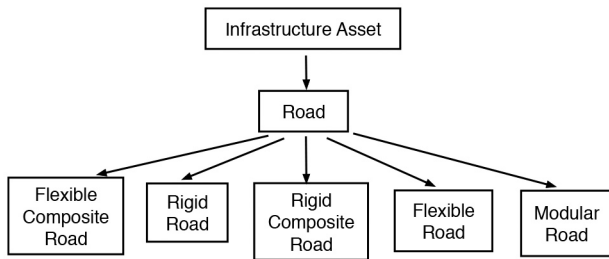 Infrastructure Asset
Road
Flexible
Composite
Road
Rigid
Road
Rigid
Composite
Road
Flexible
Road
Modular
Road